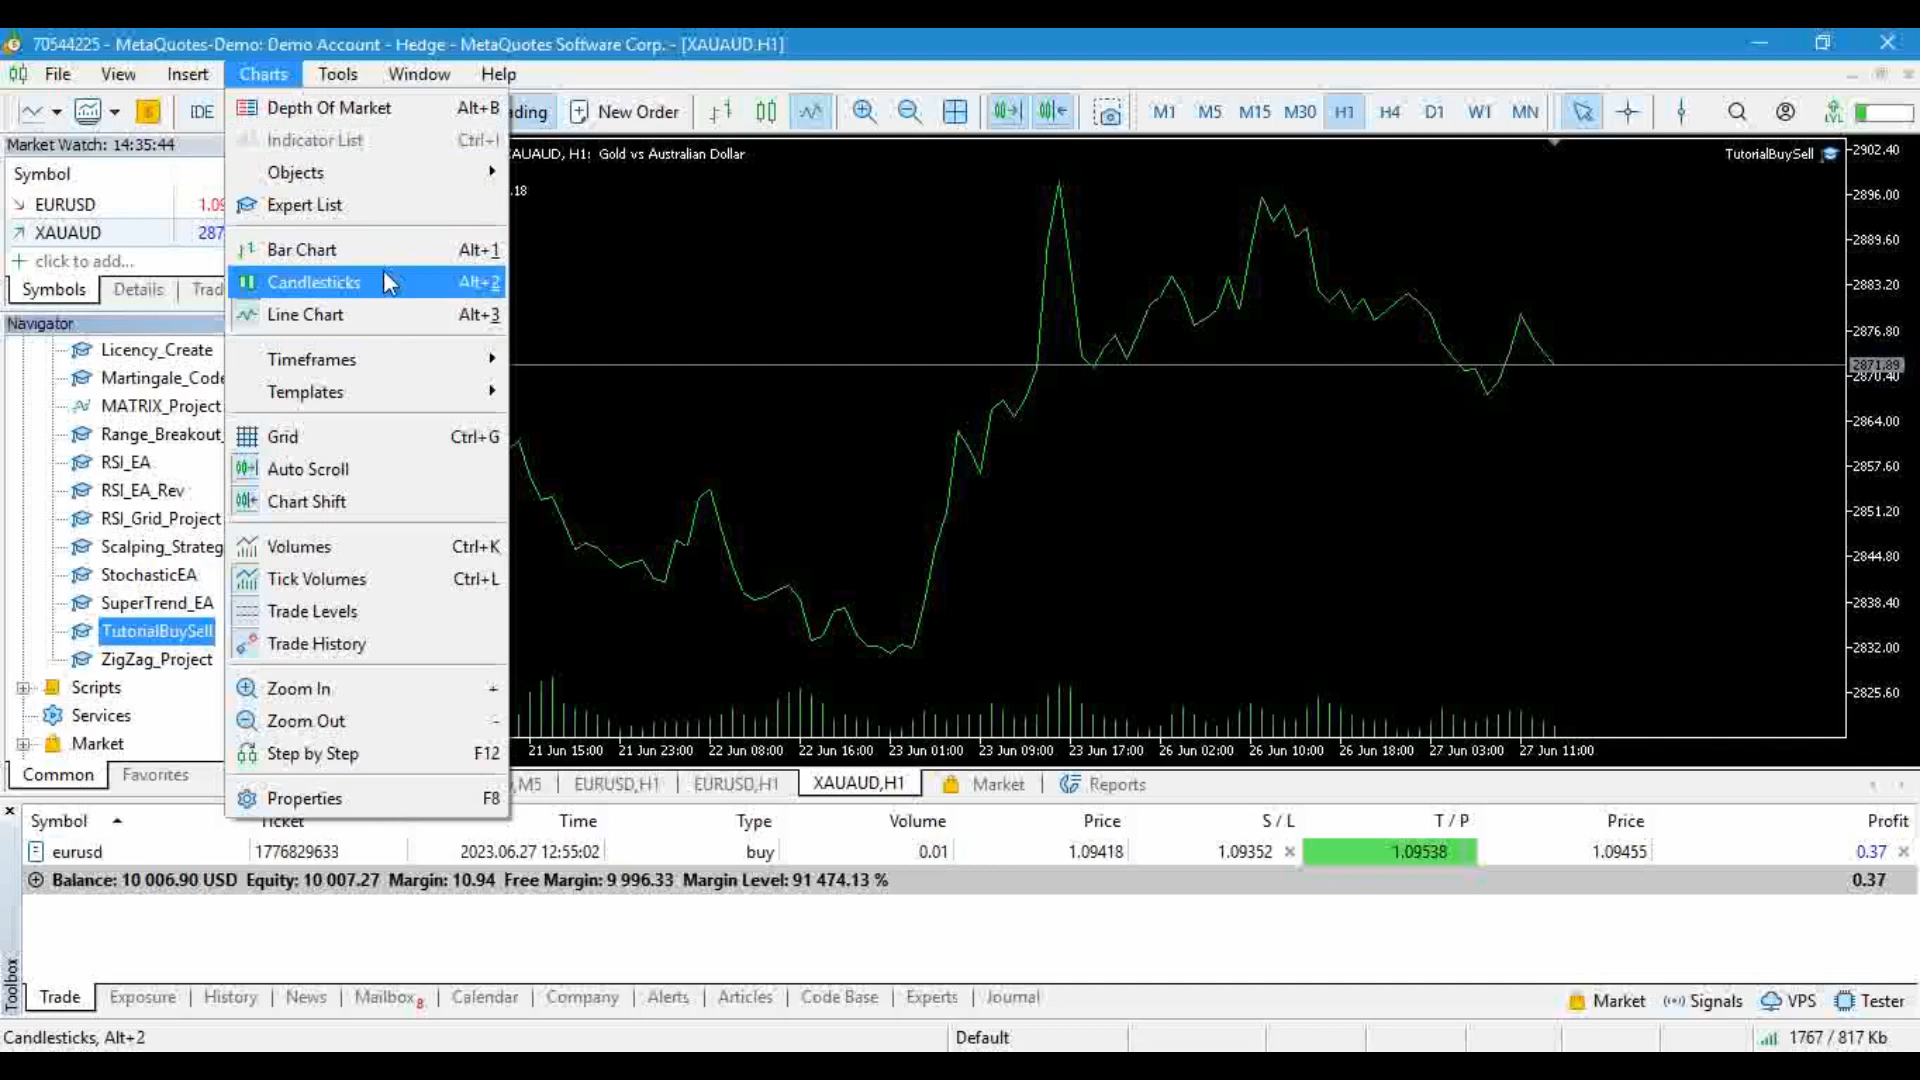 70544225 - MetaQuotes-Demo: Demo Account - Hedge - MetaQuotes Software Corp. - [XAUAUD,H1]
File View Insert Charts Tools Window Help
IDE New Order M1 M5 M15 M30 H1 H4 D1 W1 MN
Market Watch: 14:35:44
Symbol
EURUSD 1.09
XAUAUD 287
click to add...
Symbols Details Trad
Navigator
Licency_Create
Martingale_Code
MATRIX_Project
Range_Breakout_
RSI_EA
RSI_EA_Rev
RSI_Grid_Project
Scalping_Strateg
StochasticEA
SuperTrend_EA
TutorialBuySell
ZigZag_Project
Scripts
Services
Market
Common Favorites
Depth Of Market Alt+B
Indicator List Ctrl+I
Objects
Expert List
Bar Chart Alt+1
Candlesticks Alt+2
Line Chart Alt+3
Timeframes
Templates
Grid Ctrl+G
Auto Scroll
Chart Shift
Volumes Ctrl+K
Tick Volumes Ctrl+L
Trade Levels
Trade History
Zoom In +
Zoom Out -
Step by Step F12
Properties F8
AUAUD, H1: Gold vs Australian Dollar
.18
TutorialBuySell
2902.40
2896.00
2889.60
2883.20
2876.80
2871.89
2870.40
2864.00
2857.60
2851.20
2844.80
2838.40
2832.00
2825.60
21 Jun 15:00 21 Jun 23:00 22 Jun 08:00 22 Jun 16:00 23 Jun 01:00 23 Jun 09:00 23 Jun 17:00 26 Jun 02:00 26 Jun 10:00 26 Jun 18:00 27 Jun 03:00 27 Jun 11:00
,M5 EURUSD,H1 EURUSD,H1 XAUAUD,H1 Market Reports
Symbol Ticket Time Type Volume Price S / L T / P Price Profit
eurusd 1776829633 2023.06.27 12:55:02 buy 0.01 1.09418 1.09352 1.09538 1.09455 0.37
Balance: 10 006.90 USD Equity: 10 007.27 Margin: 10.94 Free Margin: 9 996.33 Margin Level: 91 474.13 % 0.37
Toolbox
Trade Exposure History News Mailbox 8 Calendar Company Alerts Articles Code Base Experts Journal
Market Signals VPS Tester
Candlesticks, Alt+2 Default 1767 / 817 Kb